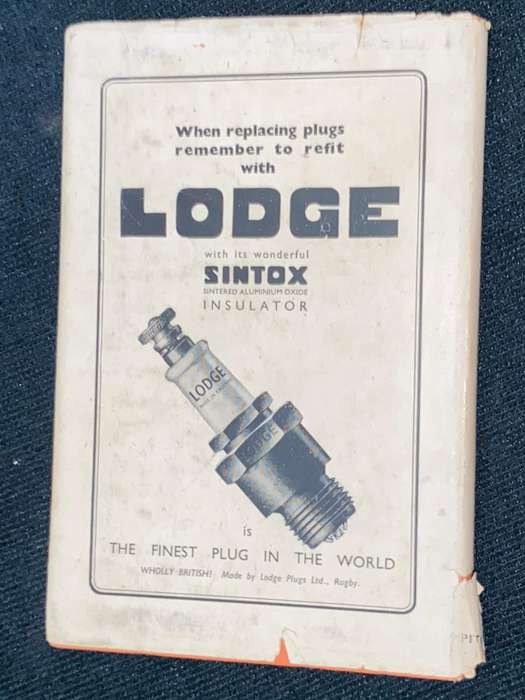 When replacing plugs
remember to refit
with
LODGE
with its wonderful
SINTOX
SINTERED ALUMINIUM OXIDE
INSULATOR
LODGE
LODGE
is
THE FINEST PLUG IN THE WORLD
WHOLLY BRITISH! Made by Lodge Plugs Ltd., Rugby.